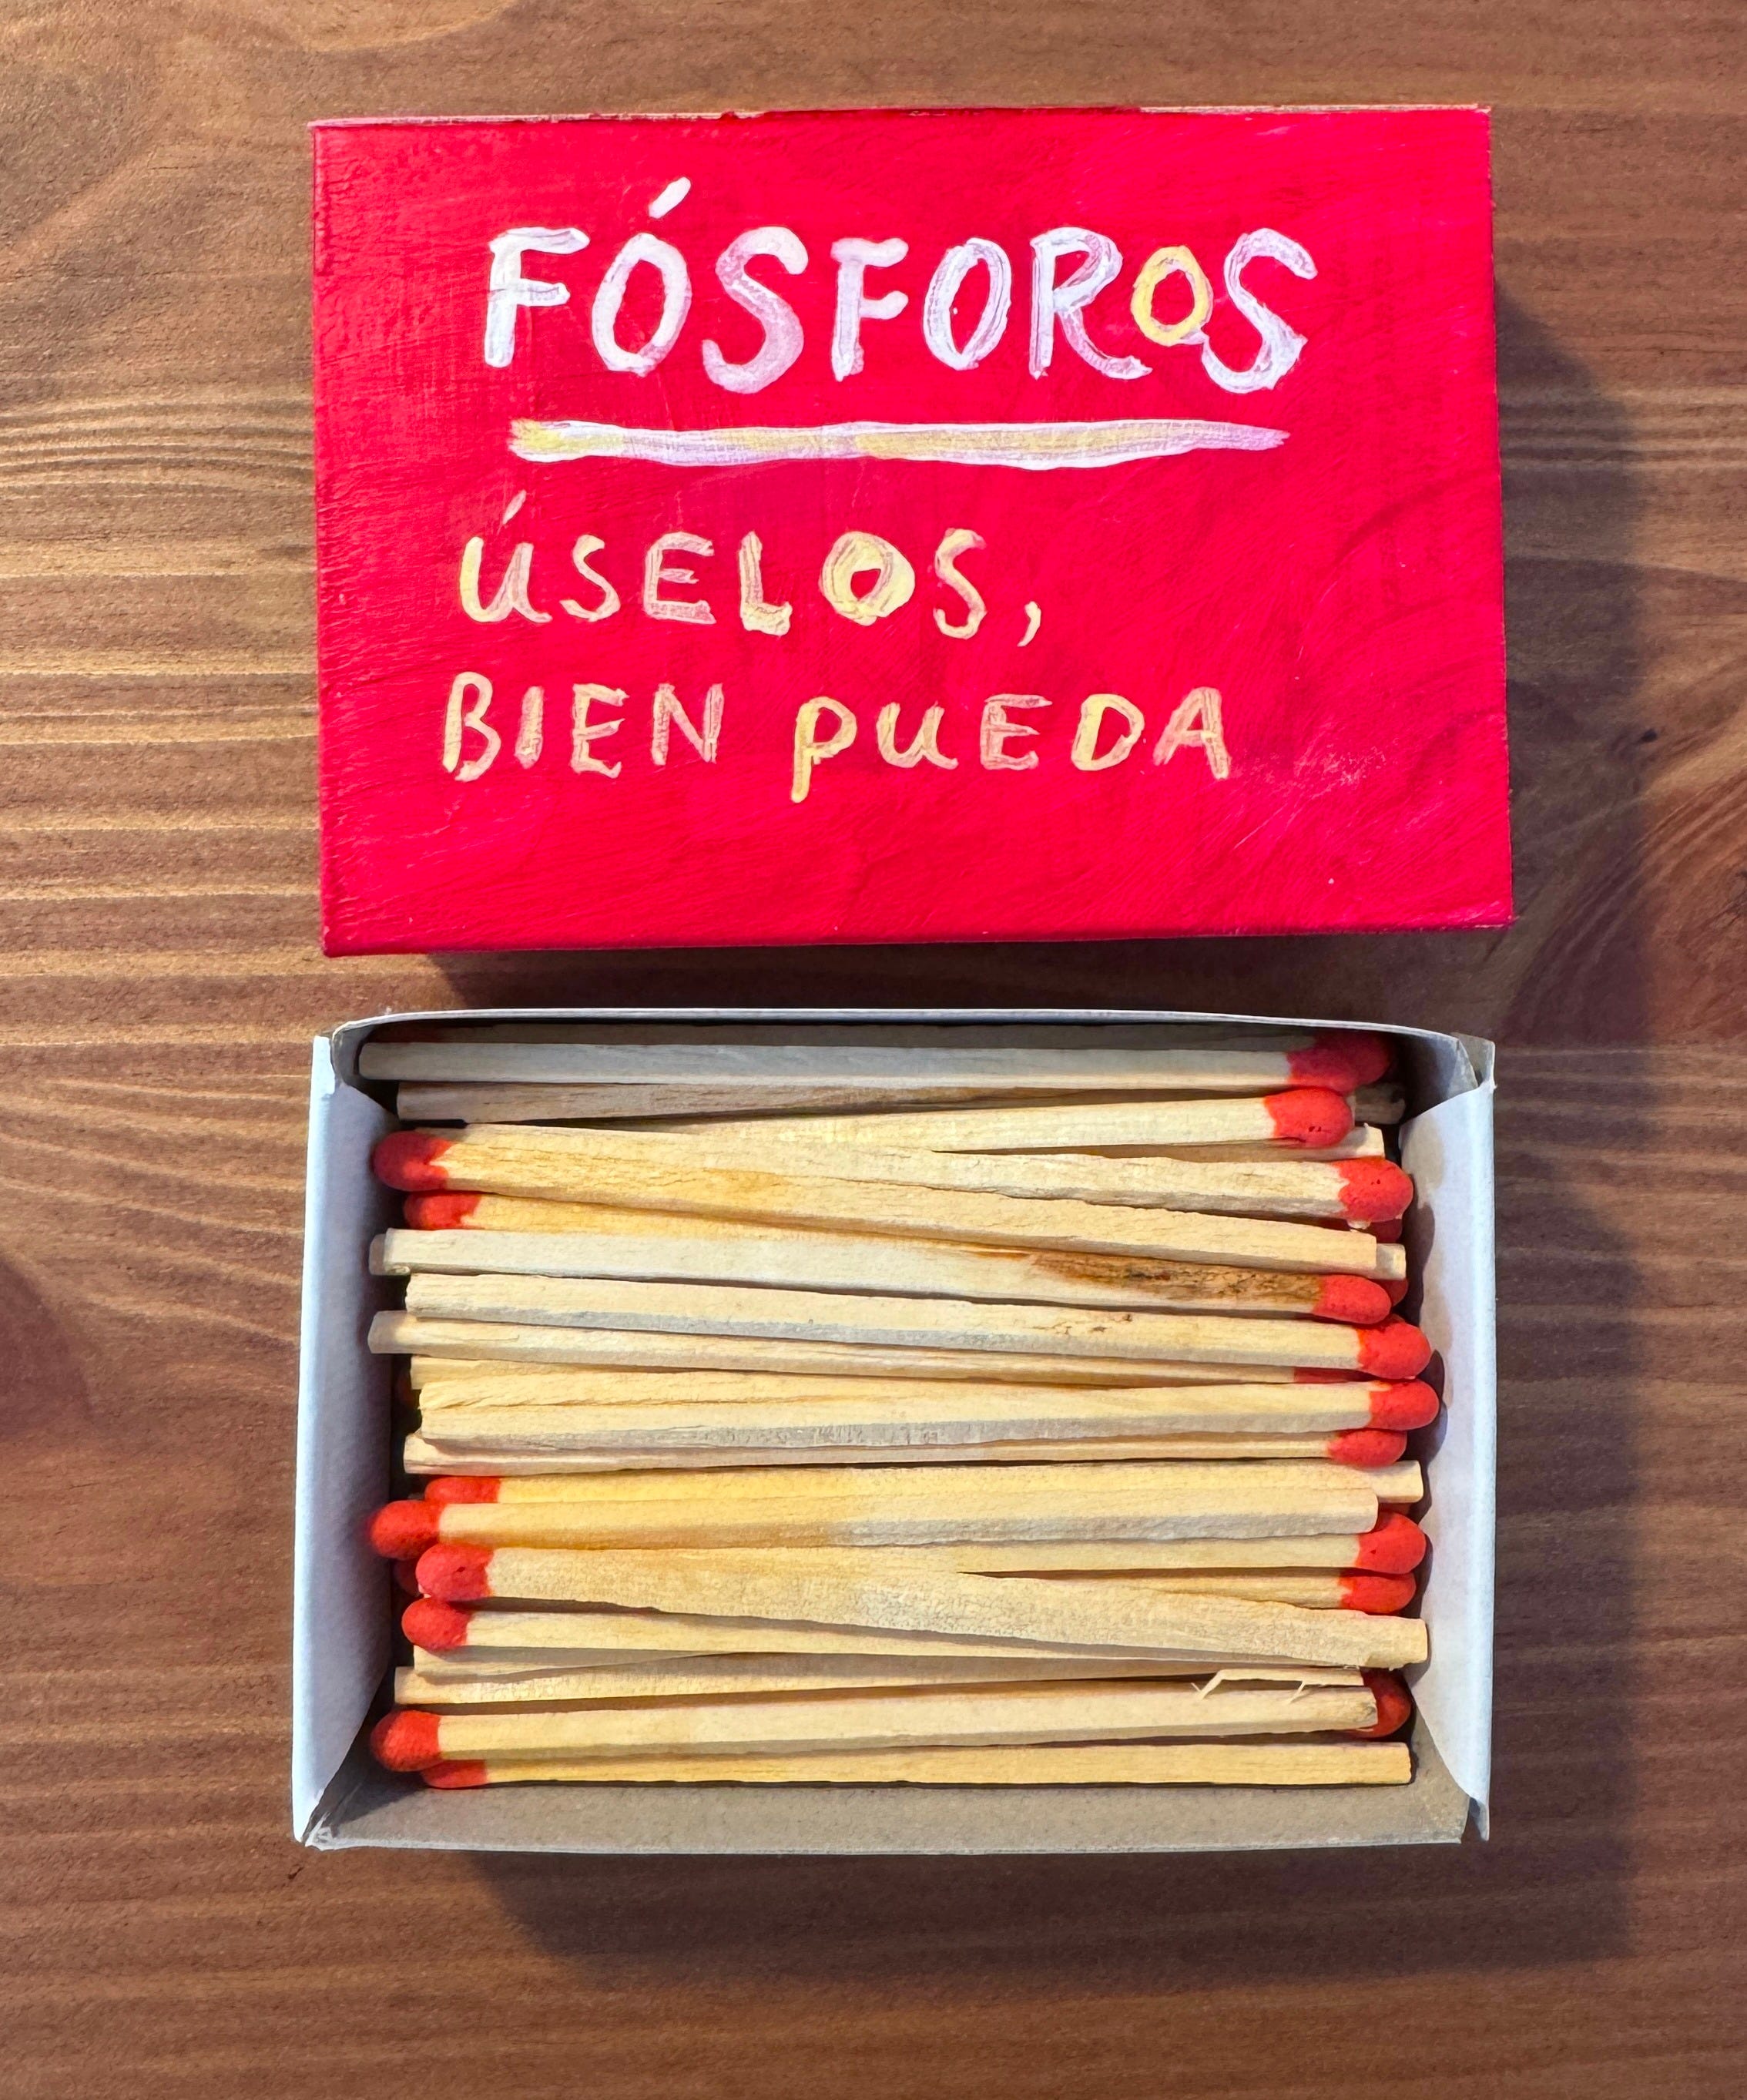 FÓSFOROS
ÚSELOS,
BIEN PUEDA